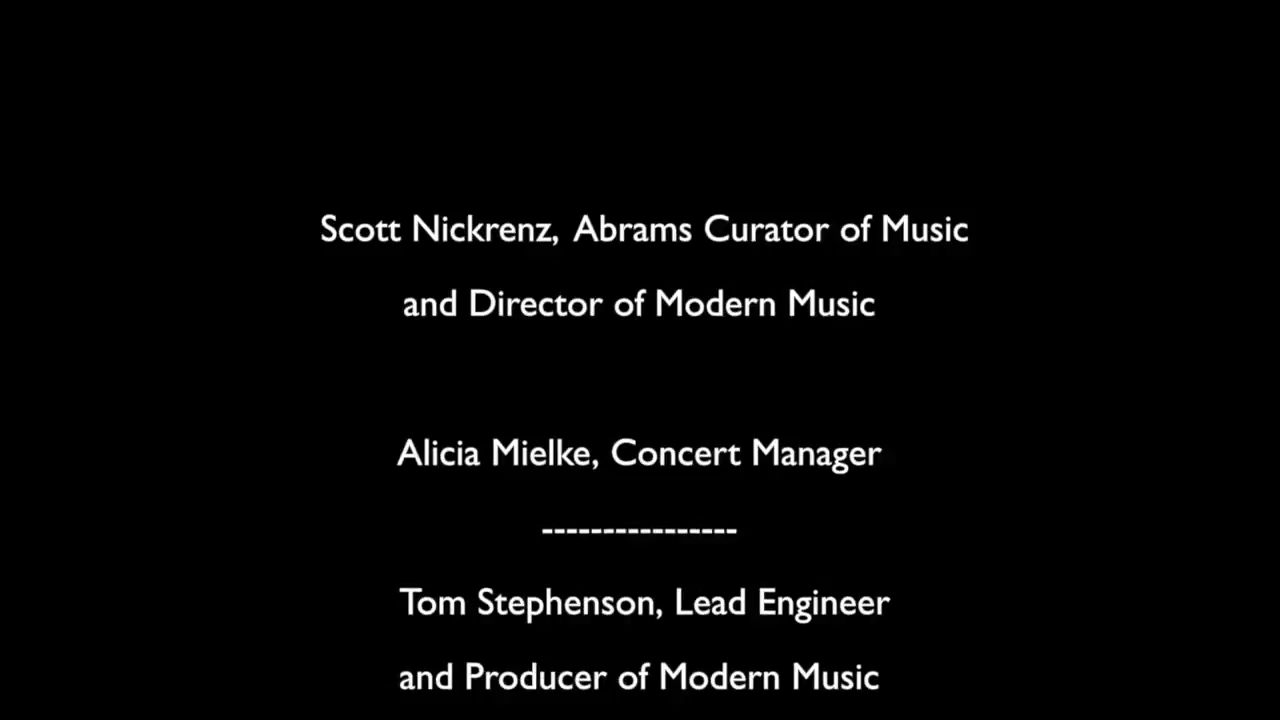 Scott Nickrenz, Abrams Curator of Music
and Director of Modern Music
Alicia Mielke, Concert Manager
----------------
Tom Stephenson, Lead Engineer
and Producer of Modern Music